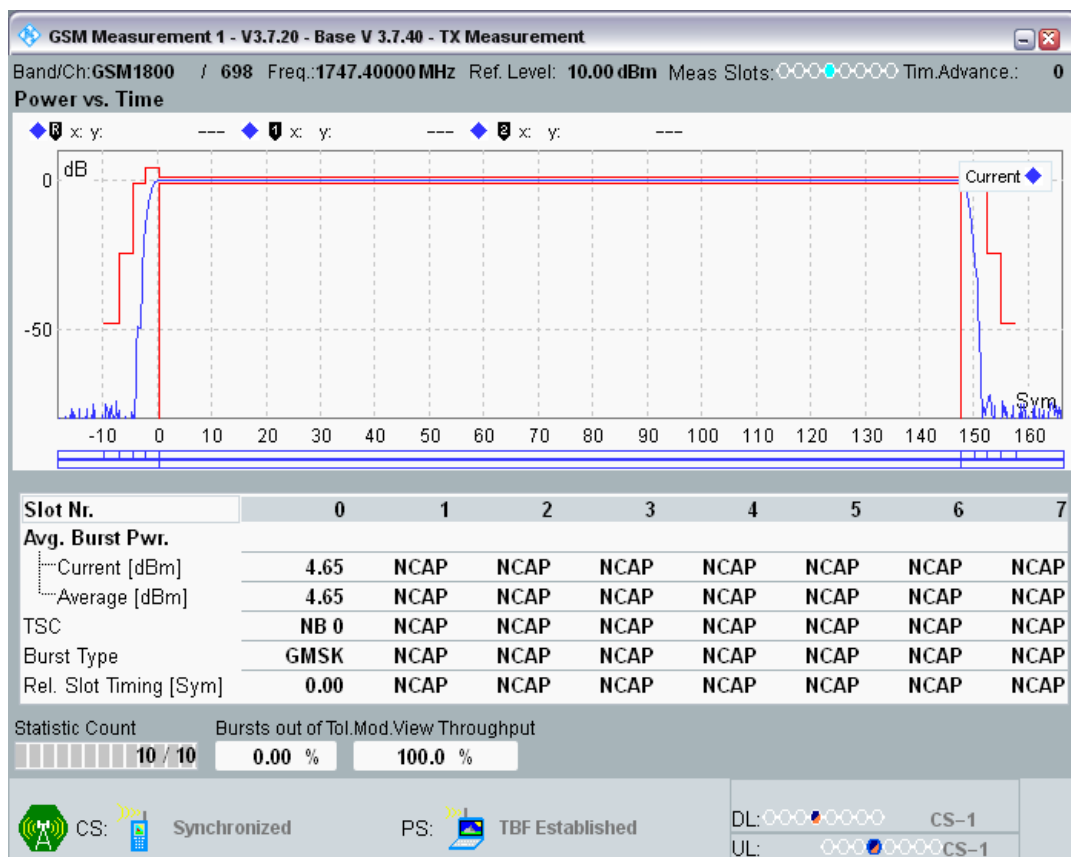 GSM Measurement 1 - V3.7.20 - Base V 3.7.40 - TX Measurement
Band/Ch:GSM1800 / 698 Freq.:1747.40000 MHz Ref. Level: 10.00 dBm Meas Slots: Tim.Advance.: 0
Power vs. Time
R x: y: --- 1 x: y: --- 2 x: y: ---
dB
0
Current
-50
Sym
-10 0 10 20 30 40 50 60 70 80 90 100 110 120 130 140 150 160
Slot Nr. 0 1 2 3 4 5 6 7
Avg. Burst Pwr.
Current [dBm] 4.65 NCAP NCAP NCAP NCAP NCAP NCAP NCAP
Average [dBm] 4.65 NCAP NCAP NCAP NCAP NCAP NCAP NCAP
TSC NB 0 NCAP NCAP NCAP NCAP NCAP NCAP NCAP
Burst Type GMSK NCAP NCAP NCAP NCAP NCAP NCAP NCAP
Rel. Slot Timing [Sym] 0.00 NCAP NCAP NCAP NCAP NCAP NCAP NCAP
Statistic Count Bursts out of Tol. Mod.View Throughput
10 / 10 0.00 % 100.0 %
CS: Synchronized PS: TBF Established
DL: CS-1
UL: CS-1